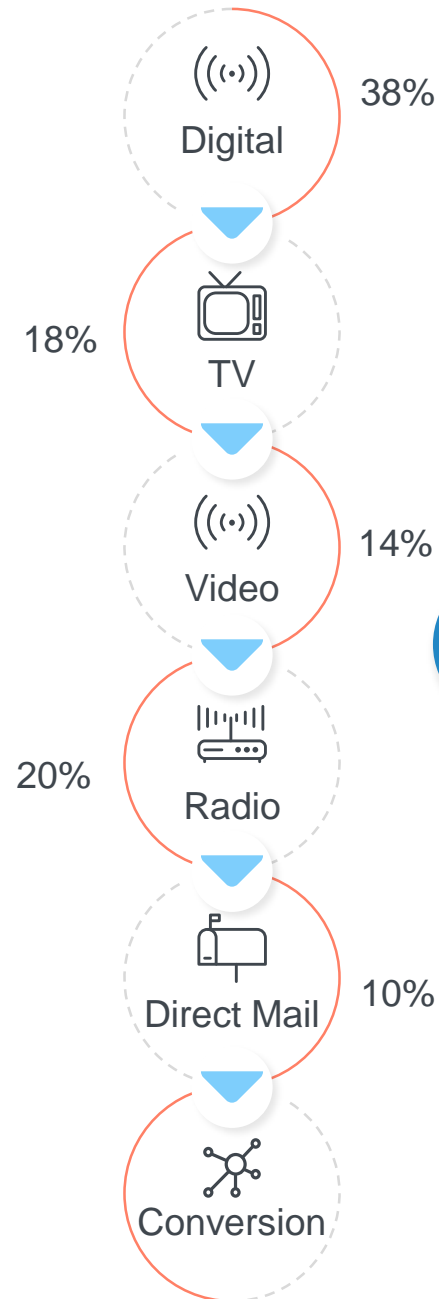 38%
Digital
18%
TV
Video
14%
20%
Radio
Direct Mail
10%
Conversion